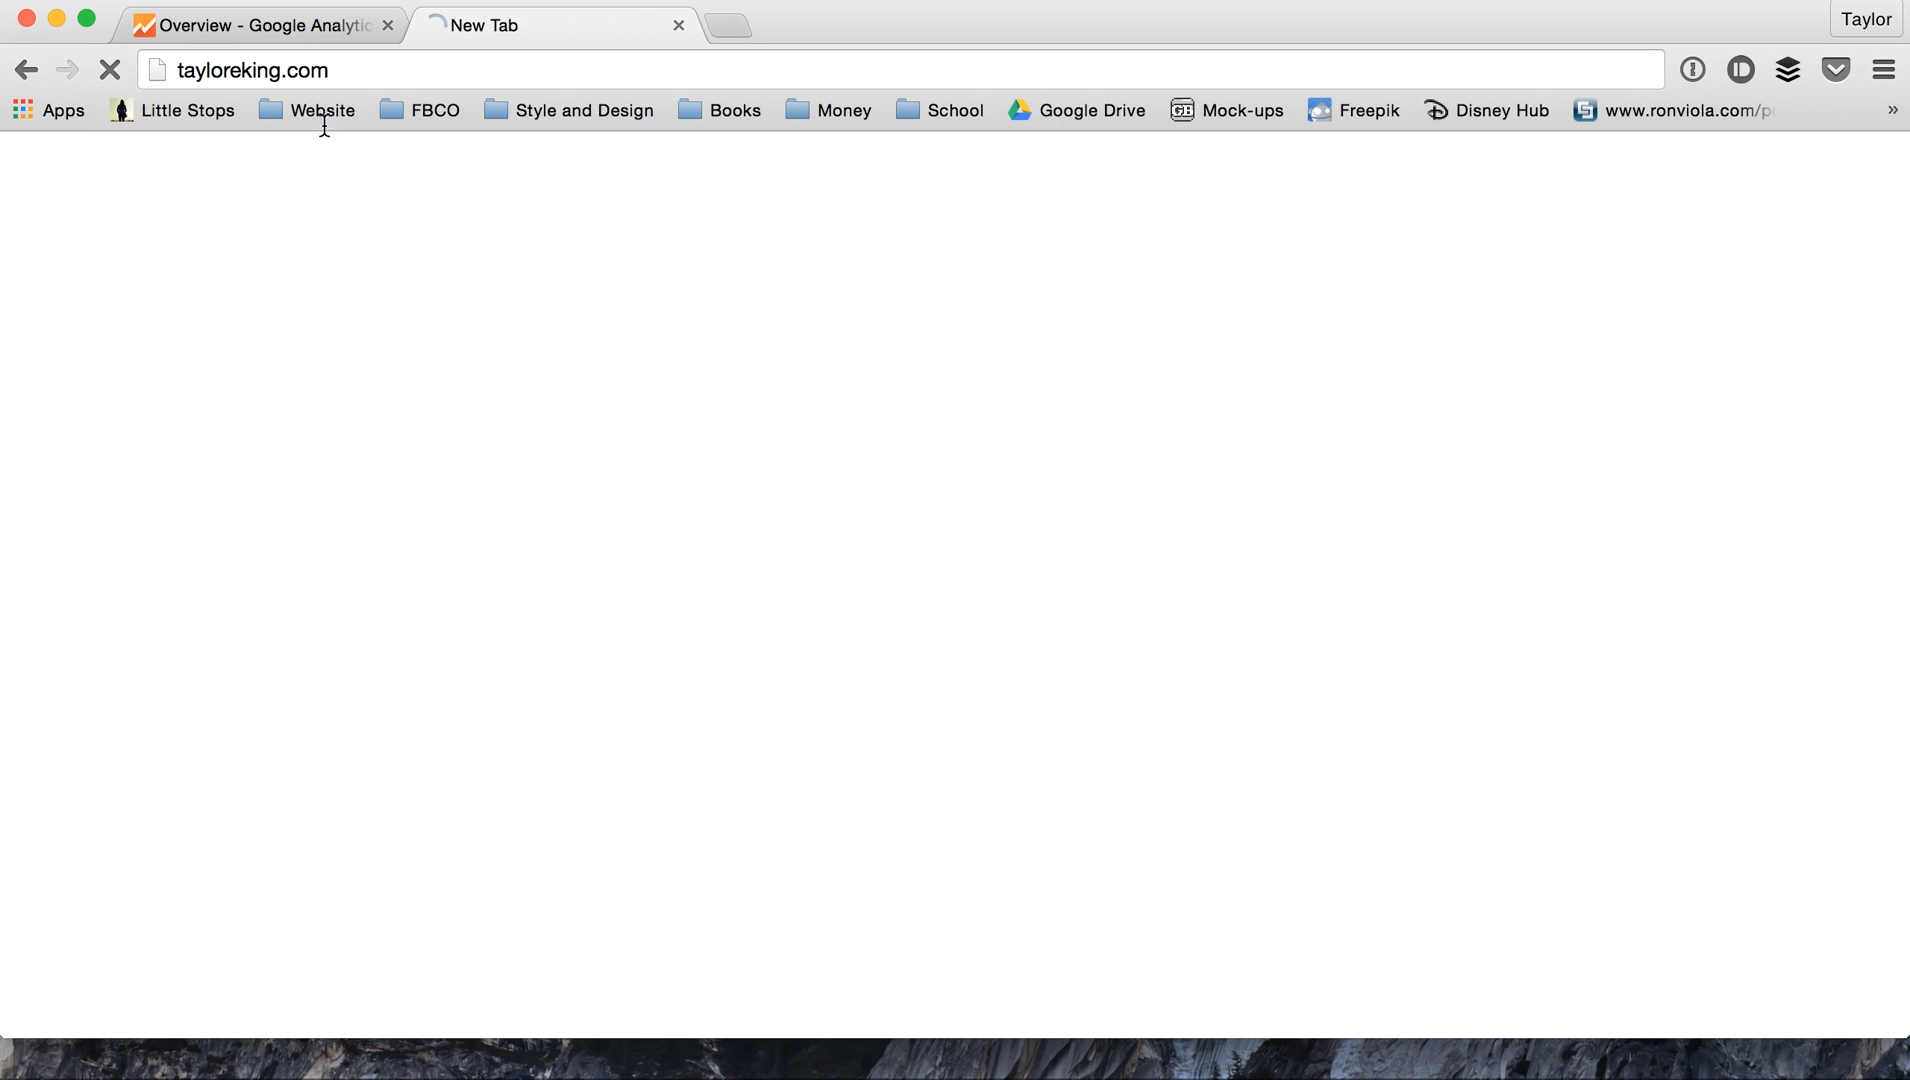 Overview - Google Analytic
New Tab
Taylor
tayloreking.com
Apps
Little Stops
Website
FBCO
Style and Design
Books
Money
School
Google Drive
GB
Mock-ups
Freepik
Disney Hub
www.ronviola.com/p
»